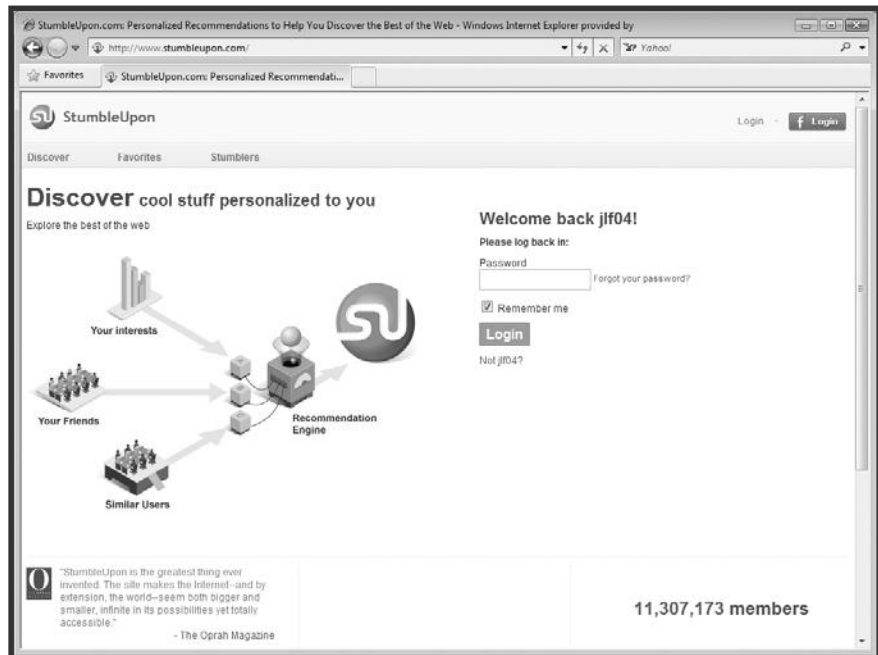 StumbleUpon.com: Personalized Recommendations to Help You Discover the Best of the Web - Windows Internet Explorer provided by
http://www.stumbleupon.com/
Yahoo!
Favorites
StumbleUpon.com: Personalized Recommendati...
StumbleUpon
Login
f Login
Discover Favorites Stumblers
Discover cool stuff personalized to you
Explore the best of the web
Your interests
Your Friends
Similar Users
Recommendation
Engine
Welcome back jlf04!
Please log back in:
Password
Forgot your password?
Remember me
Login
Not jlf04?
O
"StumbleUpon is the greatest thing ever
invented. The site makes the Internet--and by
extension, the world--seem both bigger and
smaller, infinite in its possibilities yet totally
accessible."
- The Oprah Magazine
11,307,173 members